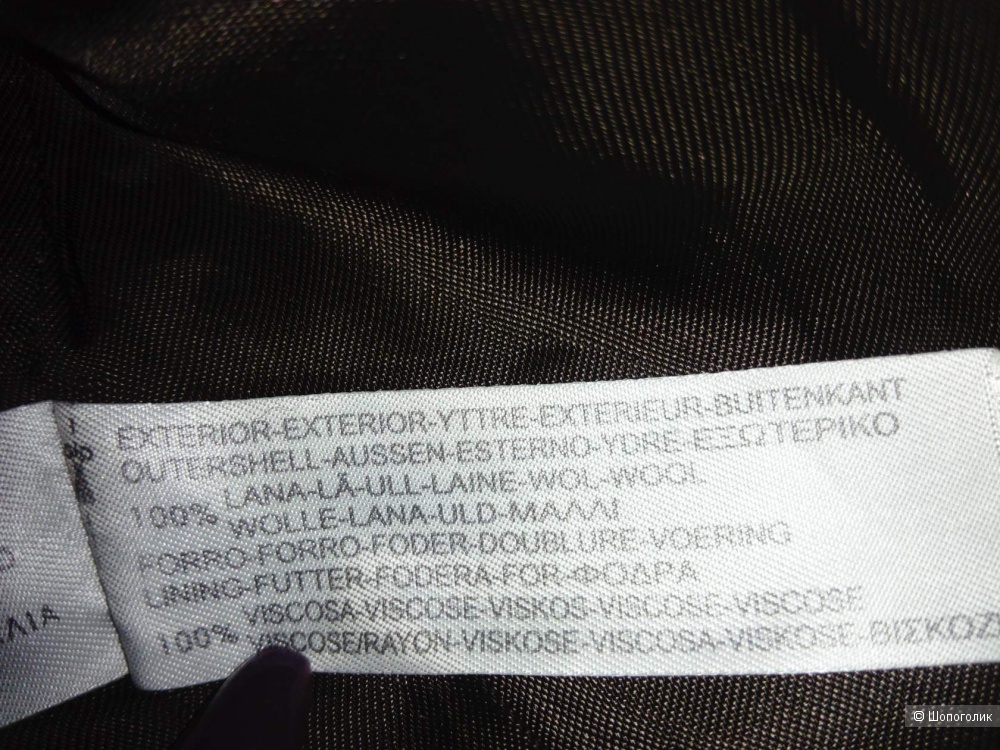 EXTERIOR-EXTERIOR-YTTRE-EXTERIEUR-BUITENKANT
OUTERSHELL-AUSSEN-ESTERNO-YDRE-ΕΞΩΤΕΡΙΚΟ
100% LANA-LÃ-ULL-LAINE-WOL-WOOL
WOLLE-LANA-ULD-ΜΑΛΛΙ
FORRO-FORRO-FODER-DOUBLURE-VOERING
LINING-FUTTER-FODERA-FOR-ΦΟΔΡΑ
100% VISCOSA-VISCOSE-VISKOS-VISCOSE-VISCOSE
VISCOSE/RAYON-VISKOSE-VISCOSA-VISKOSE-ΒΙΣΚΟΖ
ΛΙΑ
© Шопоголик